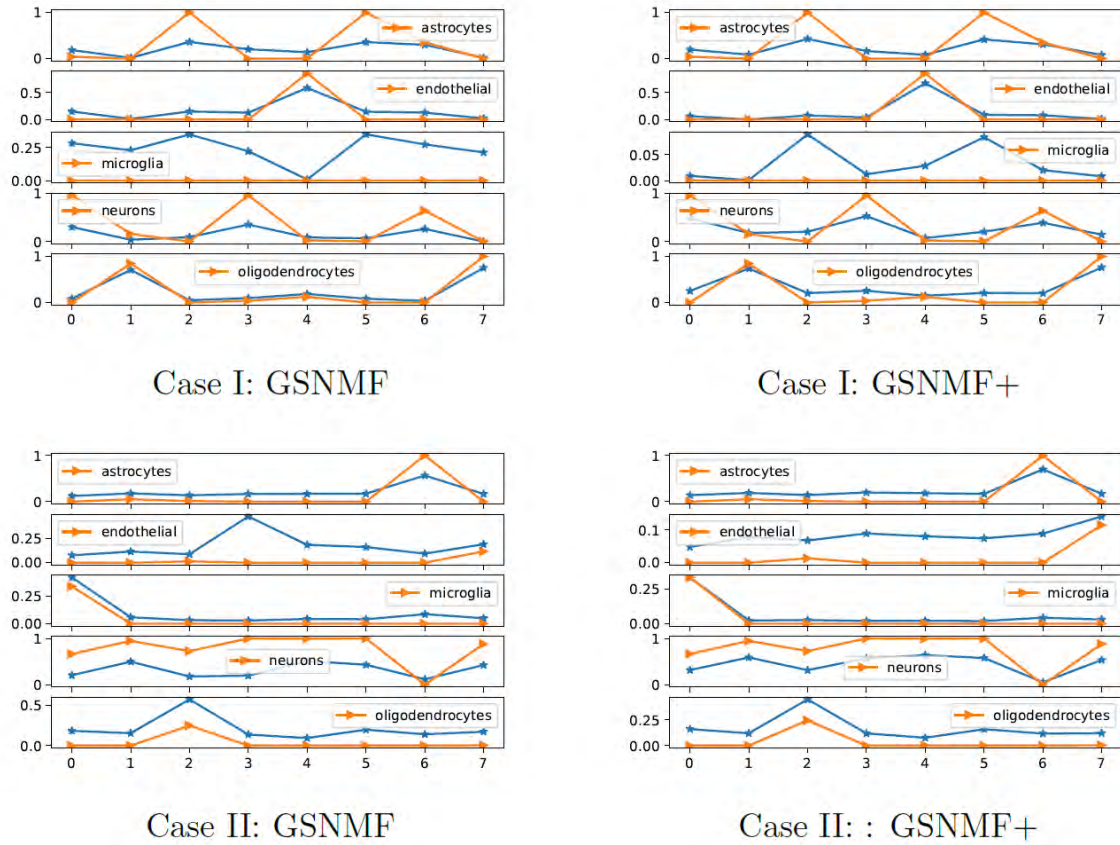 1
astrocytes
0
0.5
endothelial
0.0
0.25
microglia
0.00
1
neurons
0
1
oligodendrocytes
0
0 1 2 3 4 5 6 7
Case I: GSNMF
1
astrocytes
0
0.5
endothelial
0.0
0.05
microglia
0.00
1
neurons
0
1
oligodendrocytes
0
0 1 2 3 4 5 6 7
Case I: GSNMF+
1
astrocytes
0
endothelial
0.25
0.00
microglia
0.25
0.00
1
neurons
0
0.5
oligodendrocytes
0.0
0 1 2 3 4 5 6 7
Case II: GSNMF
1
astrocytes
0
0.1
endothelial
0.0
microglia
0.25
0.00
1
neurons
0
oligodendrocytes
0.25
0.00
0 1 2 3 4 5 6 7
Case II: : GSNMF+